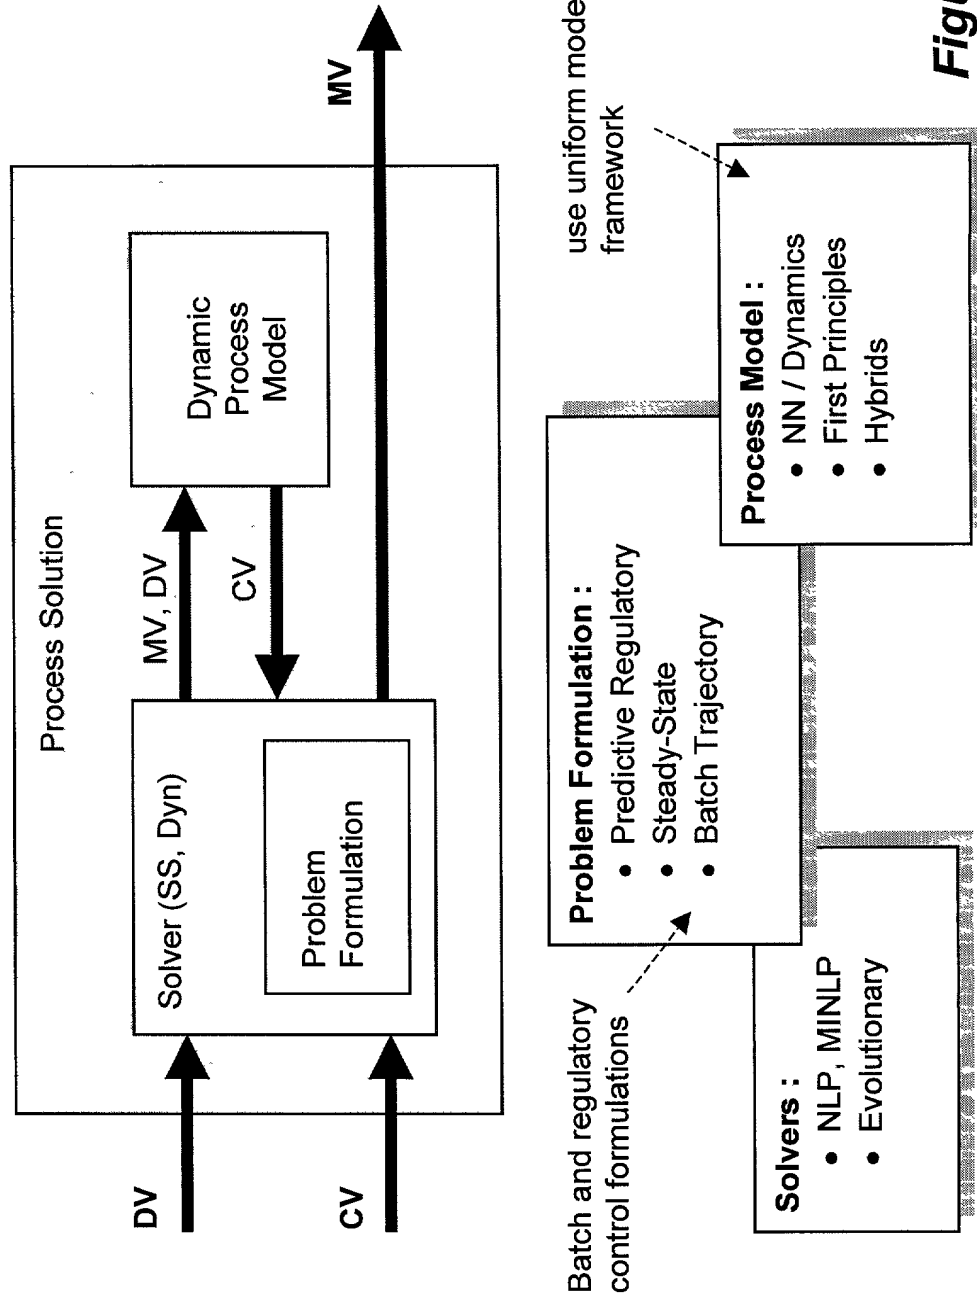 Process Solution
DV
CV
Solver (SS, Dyn)
Problem
Formulation
MV, DV
CV
Dynamic
Process
Model
MV
Batch and regulatory
control formulations
Solvers :
• NLP, MINLP
• Evolutionary
Problem Formulation :
• Predictive Regulatory
• Steady-State
• Batch Trajectory
Process Model :
• NN / Dynamics
• First Principles
• Hybrids
use uniform mode
framework
Figu